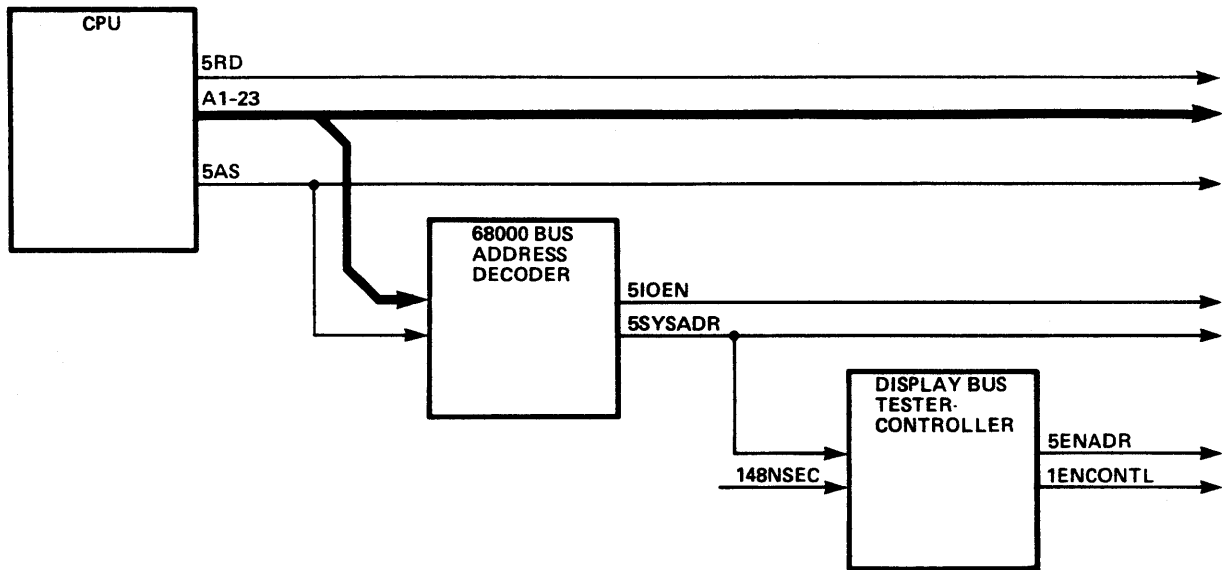 CPU
5RD
A1-23
5AS
68000 BUS
ADDRESS
DECODER
5IOEN
5SYSADR
DISPLAY BUS
TESTER-
CONTROLLER
5ENADR
148NSEC
1ENCONTL